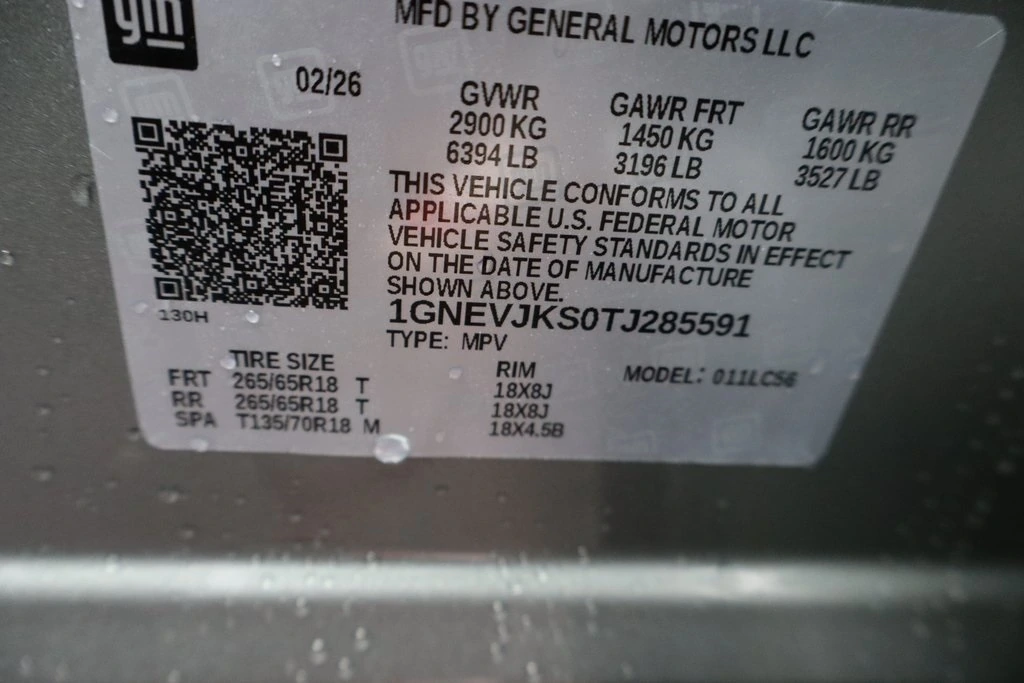 gm
MFD BY GENERAL MOTORS LLC
02/26
GVWR GAWR FRT GAWR RR
2900 KG 1450 KG 1600 KG
6394 LB 3196 LB 3527 LB
THIS VEHICLE CONFORMS TO ALL
APPLICABLE U.S. FEDERAL MOTOR
VEHICLE SAFETY STANDARDS IN EFFECT
ON THE DATE OF MANUFACTURE
SHOWN ABOVE.
130H
1GNEVJKS0TJ285591
TYPE: MPV
TIRE SIZE RIM MODEL: 011LC56
FRT 265/65R18 T 18X8J
RR 265/65R18 T 18X8J
SPA T135/70R18 M 18X4.5B